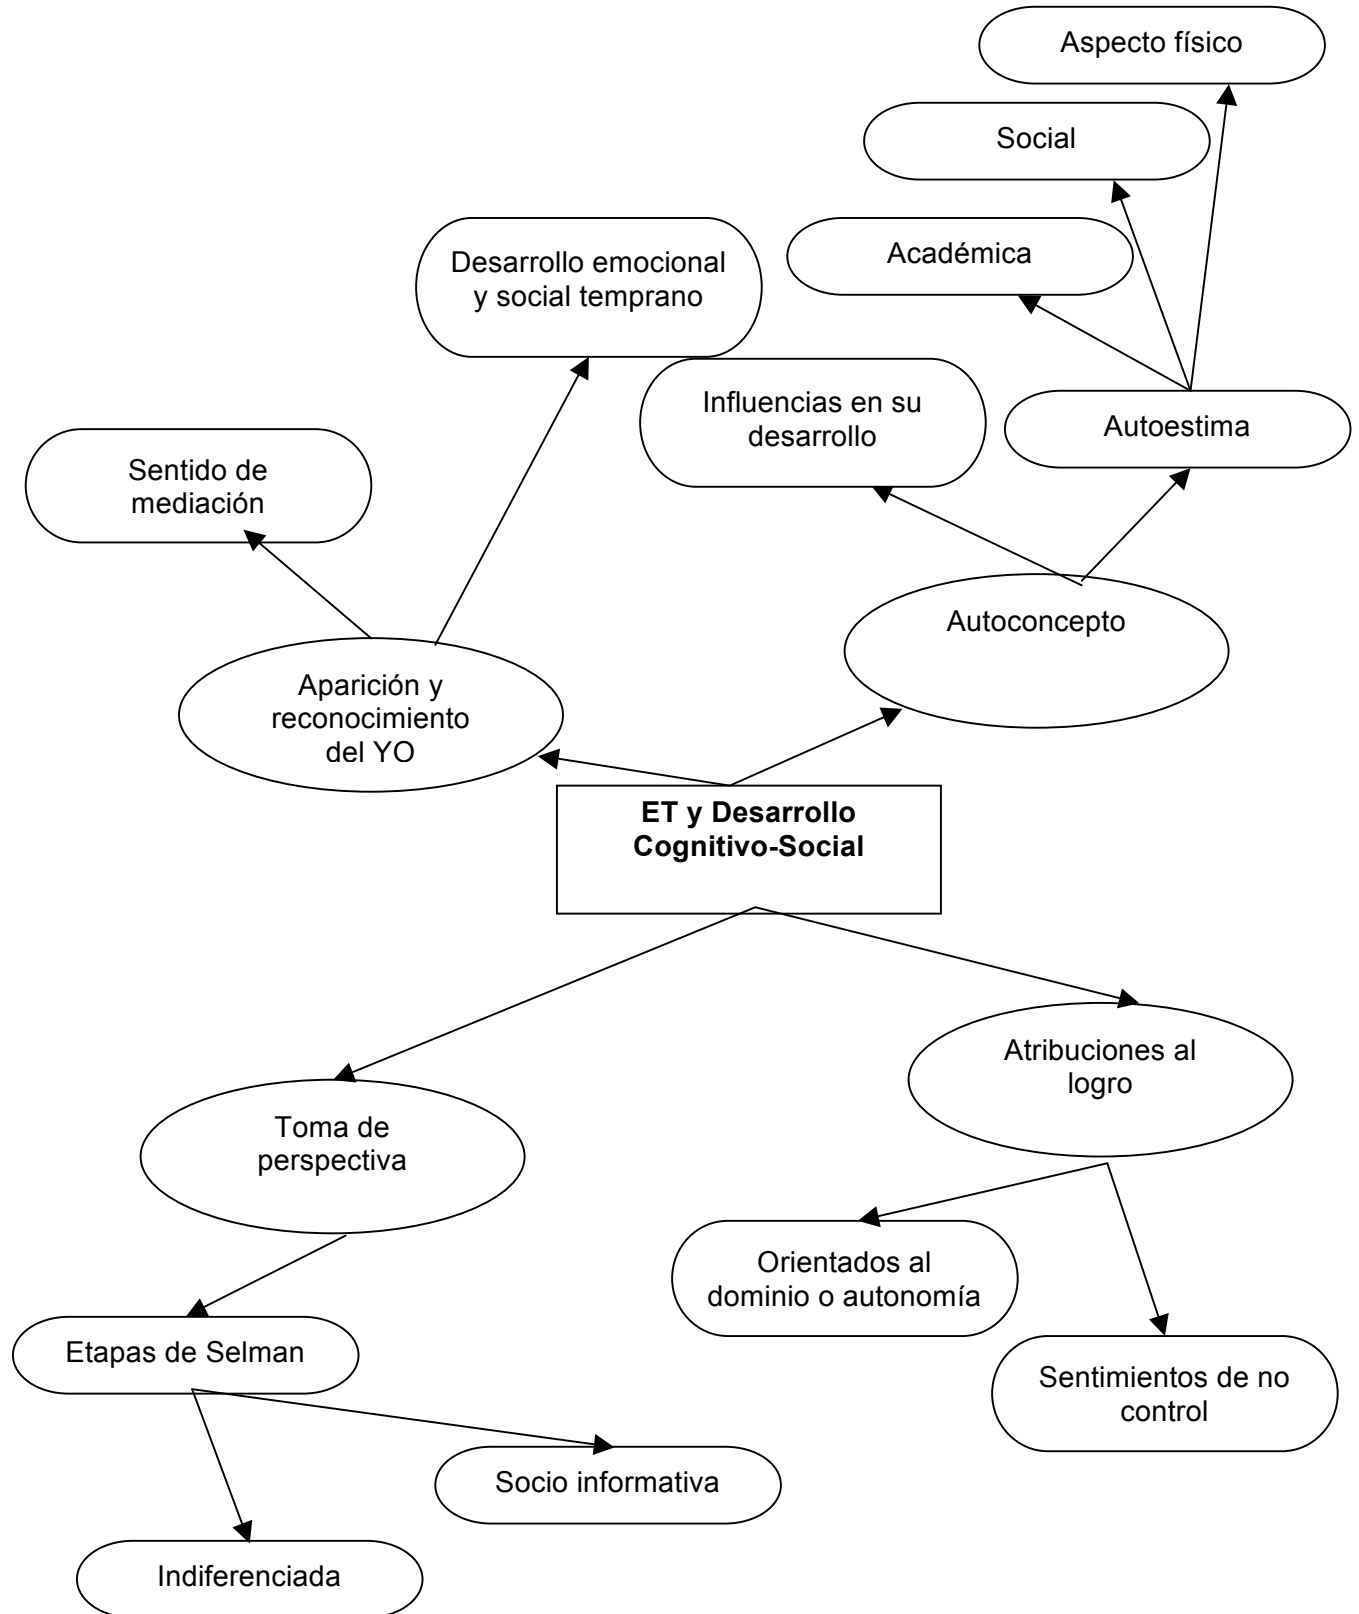 Aspecto físico
Social
Académica
Desarrollo emocional
y social temprano
Influencias en su
desarrollo
Autoestima
Sentido de
mediación
Autoconcepto
Aparición y
reconocimiento
del YO
ET y Desarrollo
Cognitivo-Social
Atribuciones al
logro
Toma de
perspectiva
Orientados al
dominio o autonomía
Etapas de Selman
Sentimientos de no
control
Socio informativa
Indiferenciada